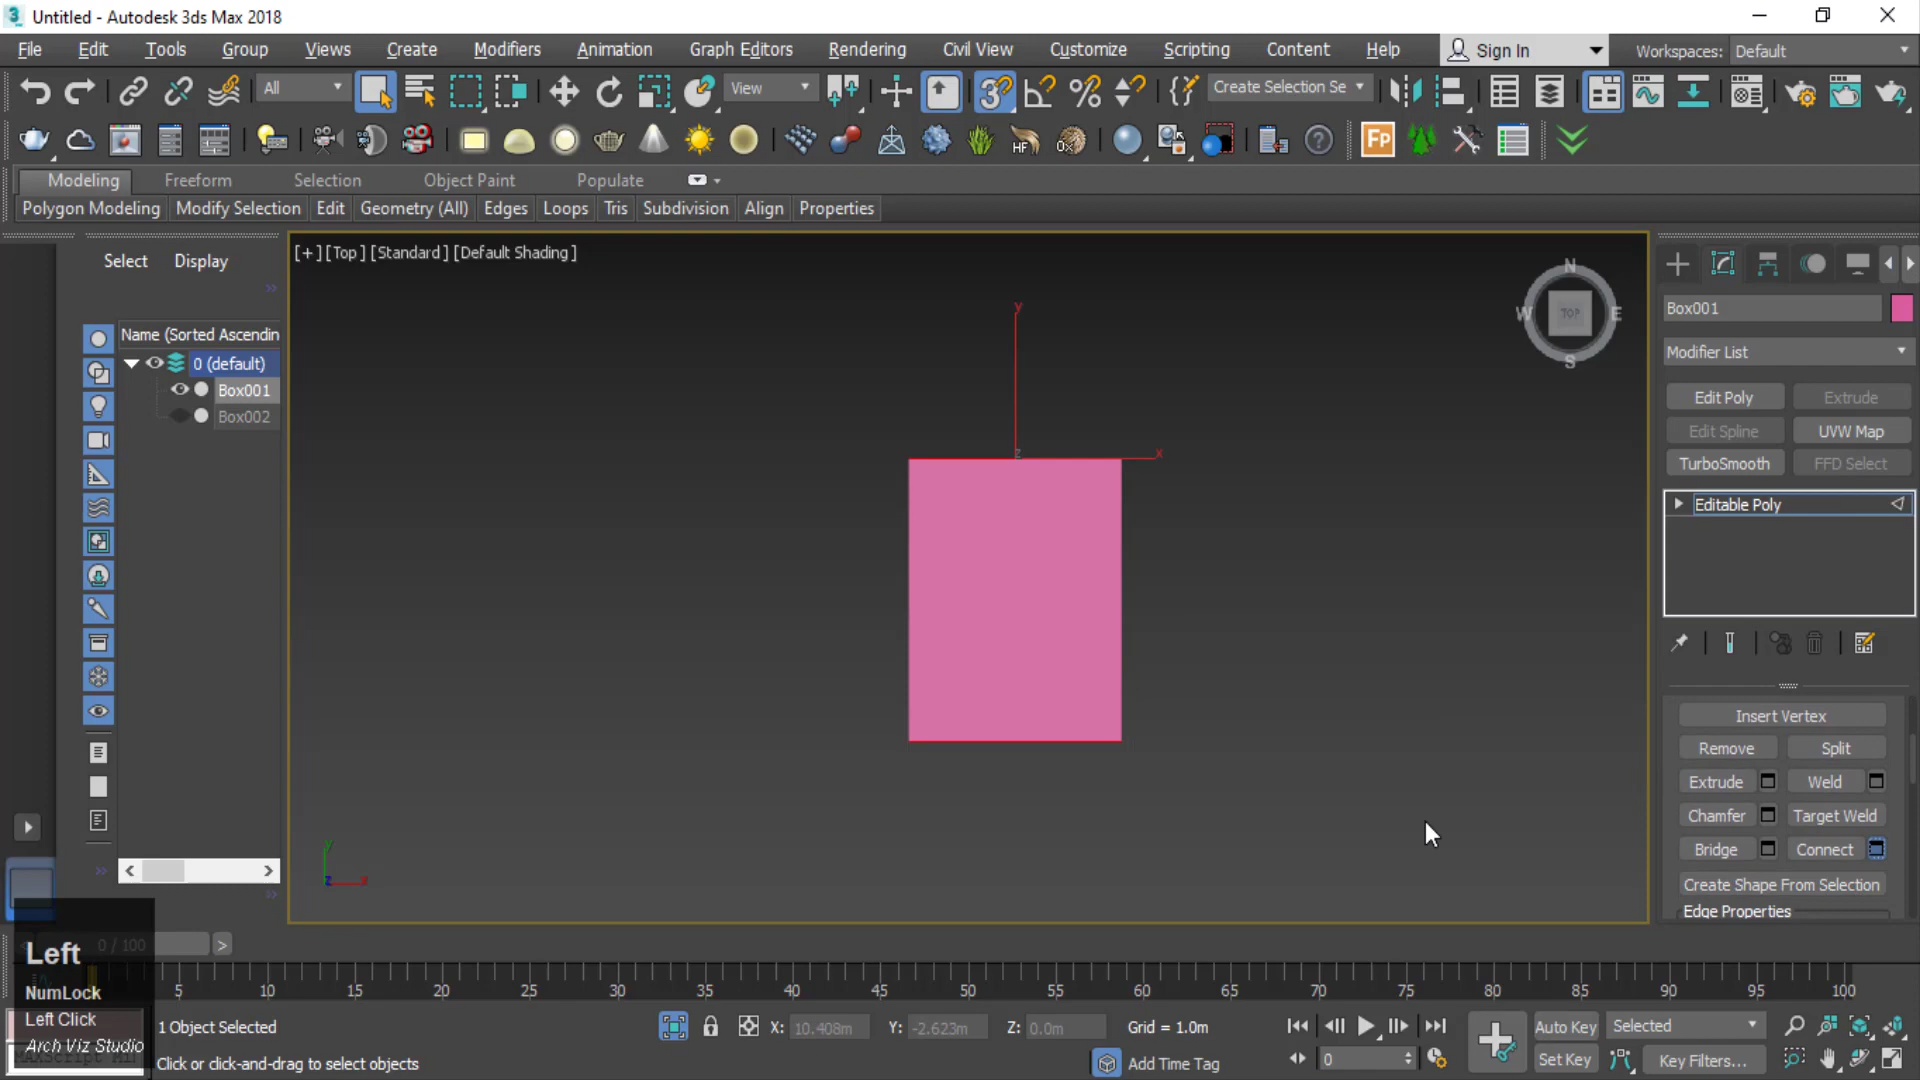 Untitled - Autodesk 3ds Max 2018
File Edit Tools Group Views Create Modifiers Animation Graph Editors Rendering Civil View Customize Scripting Content Help Sign In Workspaces: Default
All View Create Selection Se
Modeling Freeform Selection Object Paint Populate
Polygon Modeling Modify Selection Edit Geometry (All) Edges Loops Tris Subdivision Align Properties
Select Display
[+] [Top] [Standard] [Default Shading]
Name (Sorted Ascendin
0 (default)
Box001
Box002
y
x
z
N
W TOP E
S
y
z x
Box001
Modifier List
Edit Poly Extrude
Edit Spline UVW Map
TurboSmooth FFD Select
Editable Poly
Insert Vertex
Remove Split
Extrude Weld
Chamfer Target Weld
Bridge Connect
Create Shape From Selection
Edge Properties
0 / 100
Left
NumLock
Left Click
Arch Viz Studio
5 10 15 20 25 30 35 40 45 50 55 60 65 70 75 80 85 90 95 100
1 Object Selected X: 10.408m Y: -2.623m Z: 0.0m Grid = 1.0m Auto Key Selected
Click or click-and-drag to select objects Add Time Tag 0 Set Key Key Filters...